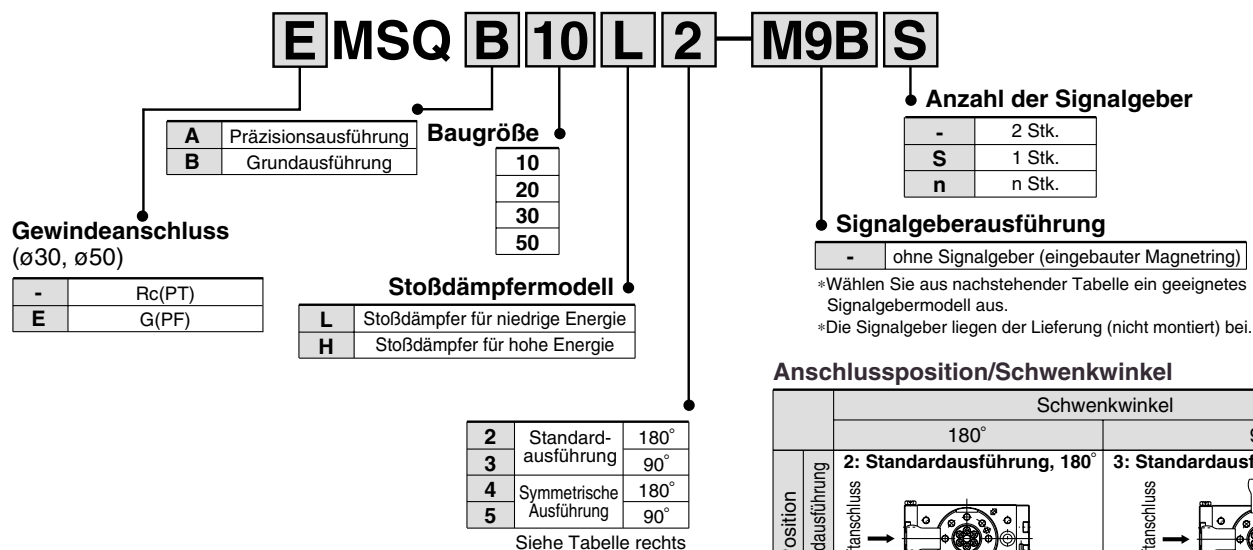 E MSQ B 10 L 2 - M9B S
Anzahl der Signalgeber
- 2 Stk.
S 1 Stk.
n n Stk.
A Präzisionsausführung
B Grundausführung
Baugröße
10
20
30
50
Signalgeberausführung
- ohne Signalgeber (eingebauter Magnetring)
*Wählen Sie aus nachstehender Tabelle ein geeignetes
Signalgebermodell aus.
*Die Signalgeber liegen der Lieferung (nicht montiert) bei.
Gewindeanschluss
(ø30, ø50)
- Rc(PT)
E G(PF)
Stoßdämpfermodell
L Stoßdämpfer für niedrige Energie
H Stoßdämpfer für hohe Energie
2 Standard- 180°
3 ausführung 90°
4 Symmetrische 180°
5 Ausführung 90°
Siehe Tabelle rechts
Anschlussposition/Schwenkwinkel
Schwenkwinkel
180°
2: Standardausführung, 180°
3: Standardausf